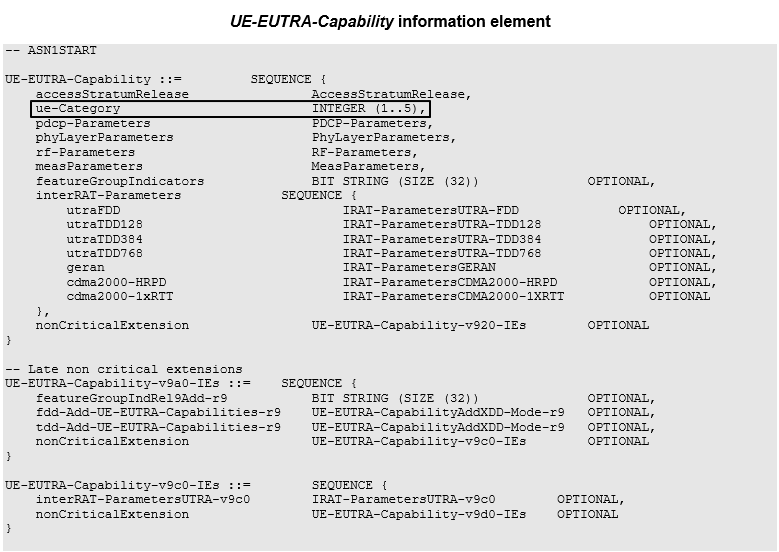 UE-EUTRA-Capability information element
-- ASN1START
UE-EUTRA-Capability ::= SEQUENCE {
accessStratumRelease AccessStratumRelease,
ue-Category INTEGER (1..5),
pdcp-Parameters PDCP-Parameters,
phyLayerParameters PhyLayerParameters,
rf-Parameters RF-Parameters,
measParameters MeasParameters,
featureGroupIndicators BIT STRING (SIZE (32)) OPTIONAL,
interRAT-Parameters SEQUENCE {
utraFDD IRAT-ParametersUTRA-FDD OPTIONAL,
utraTDD128 IRAT-ParametersUTRA-TDD128 OPTIONAL,
utraTDD384 IRAT-ParametersUTRA-TDD384 OPTIONAL,
utraTDD768 IRAT-ParametersUTRA-TDD768 OPTIONAL,
geran IRAT-ParametersGERAN OPTIONAL,
cdma2000-HRPD IRAT-ParametersCDMA2000-HRPD OPTIONAL,
cdma2000-1xRTT IRAT-ParametersCDMA2000-1XRTT OPTIONAL
},
nonCriticalExtension UE-EUTRA-Capability-v920-IEs OPTIONAL
}
-- Late non critical extensions
UE-EUTRA-Capability-v9a0-IEs ::= SEQUENCE {
featureGroupIndRel9Add-r9 BIT STRING (SIZE (32)) OPTIONAL,
fdd-Add-UE-EUTRA-Capabilities-r9 UE-EUTRA-CapabilityAddXDD-Mode-r9 OPTIONAL,
tdd-Add-UE-EUTRA-Capabilities-r9 UE-EUTRA-CapabilityAddXDD-Mode-r9 OPTIONAL,
nonCriticalExtension UE-EUTRA-Capability-v9c0-IEs OPTIONAL
}
UE-EUTRA-Capability-v9c0-IEs ::= SEQUENCE {
interRAT-ParametersUTRA-v9c0 IRAT-ParametersUTRA-v9c0 OPTIONAL,
nonCriticalExtension UE-EUTRA-Capability-v9d0-IEs OPTIONAL
}